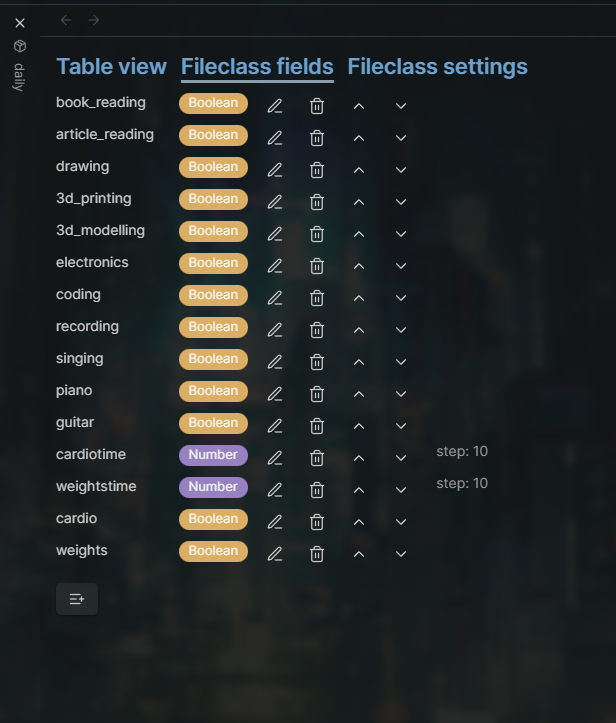 daily
Table view Fileclass fields Fileclass settings
book_reading Boolean
article_reading Boolean
drawing Boolean
3d_printing Boolean
3d_modelling Boolean
electronics Boolean
coding Boolean
recording Boolean
singing Boolean
piano Boolean
guitar Boolean
cardiotime Number step: 10
weightstime Number step: 10
cardio Boolean
weights Boolean